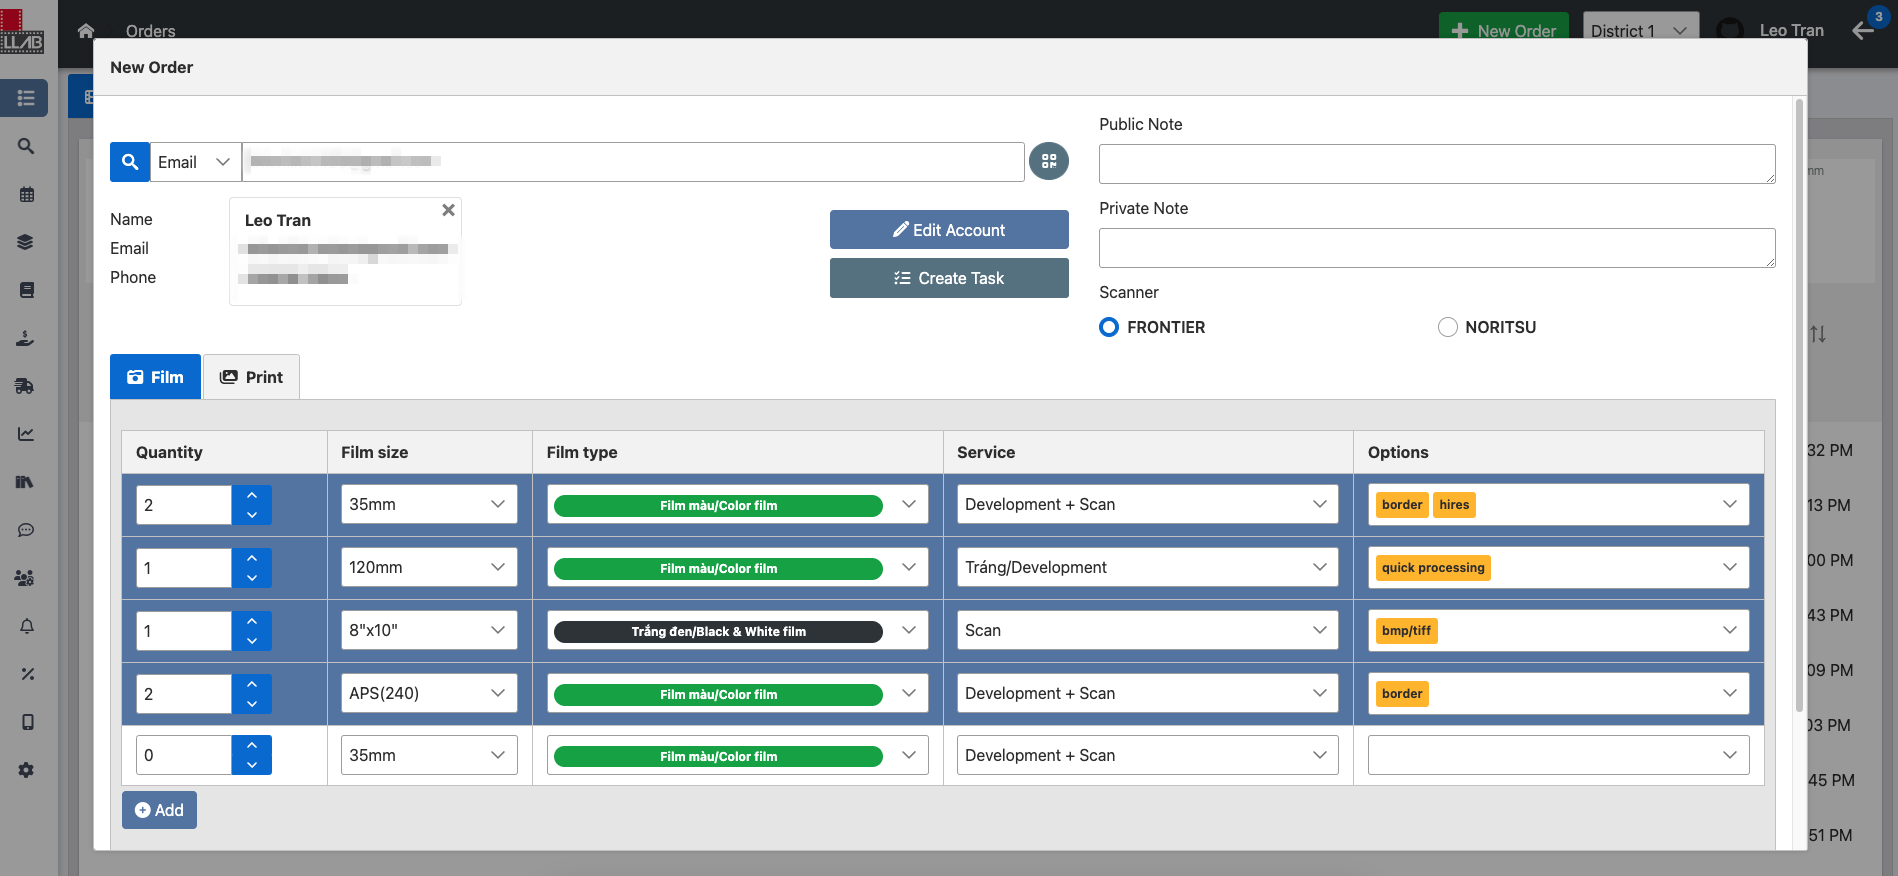 LLAB
Orders
New Order
District 1
Leo Tran
3
New Order
Public Note
Email
Private Note
Name
Leo Tran
Email
Phone
Edit Account
Create Task
Scanner
FRONTIER
NORITSU
Film
Print
Quantity
Film size
Film type
Service
Options
2
35mm
Film màu/Color film
Development + Scan
border
hires
1
120mm
Film màu/Color film
Tráng/Development
quick processing
1
8"x10"
Trắng đen/Black & White film
Scan
bmp/tiff
2
APS(240)
Film màu/Color film
Development + Scan
border
0
35mm
Film màu/Color film
Development + Scan
Add
mm
32 PM
13 PM
00 PM
43 PM
09 PM
03 PM
45 PM
51 PM